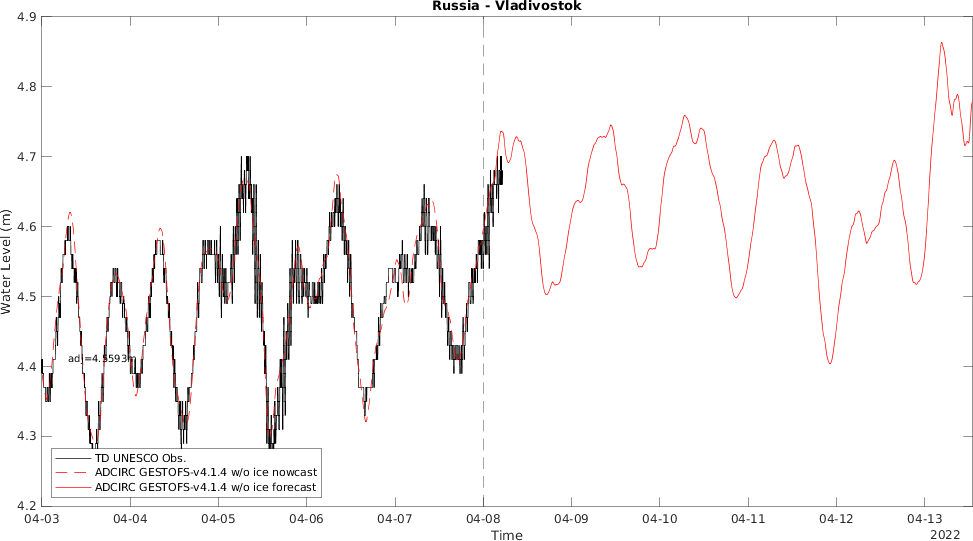 Russia - Vladivostok
4.9
4.8
4.7
4.6
4.5
4.4
4.3
4.2
Water Level (m)
adj=4.5593m
TD UNESCO Obs.
ADCIRC GESTOFS-v4.1.4 w/o ice nowcast
ADCIRC GESTOFS-v4.1.4 w/o ice forecast
04-03 04-04 04-05 04-06 04-07 04-08 04-09 04-10 04-11 04-12 04-13
Time
2022